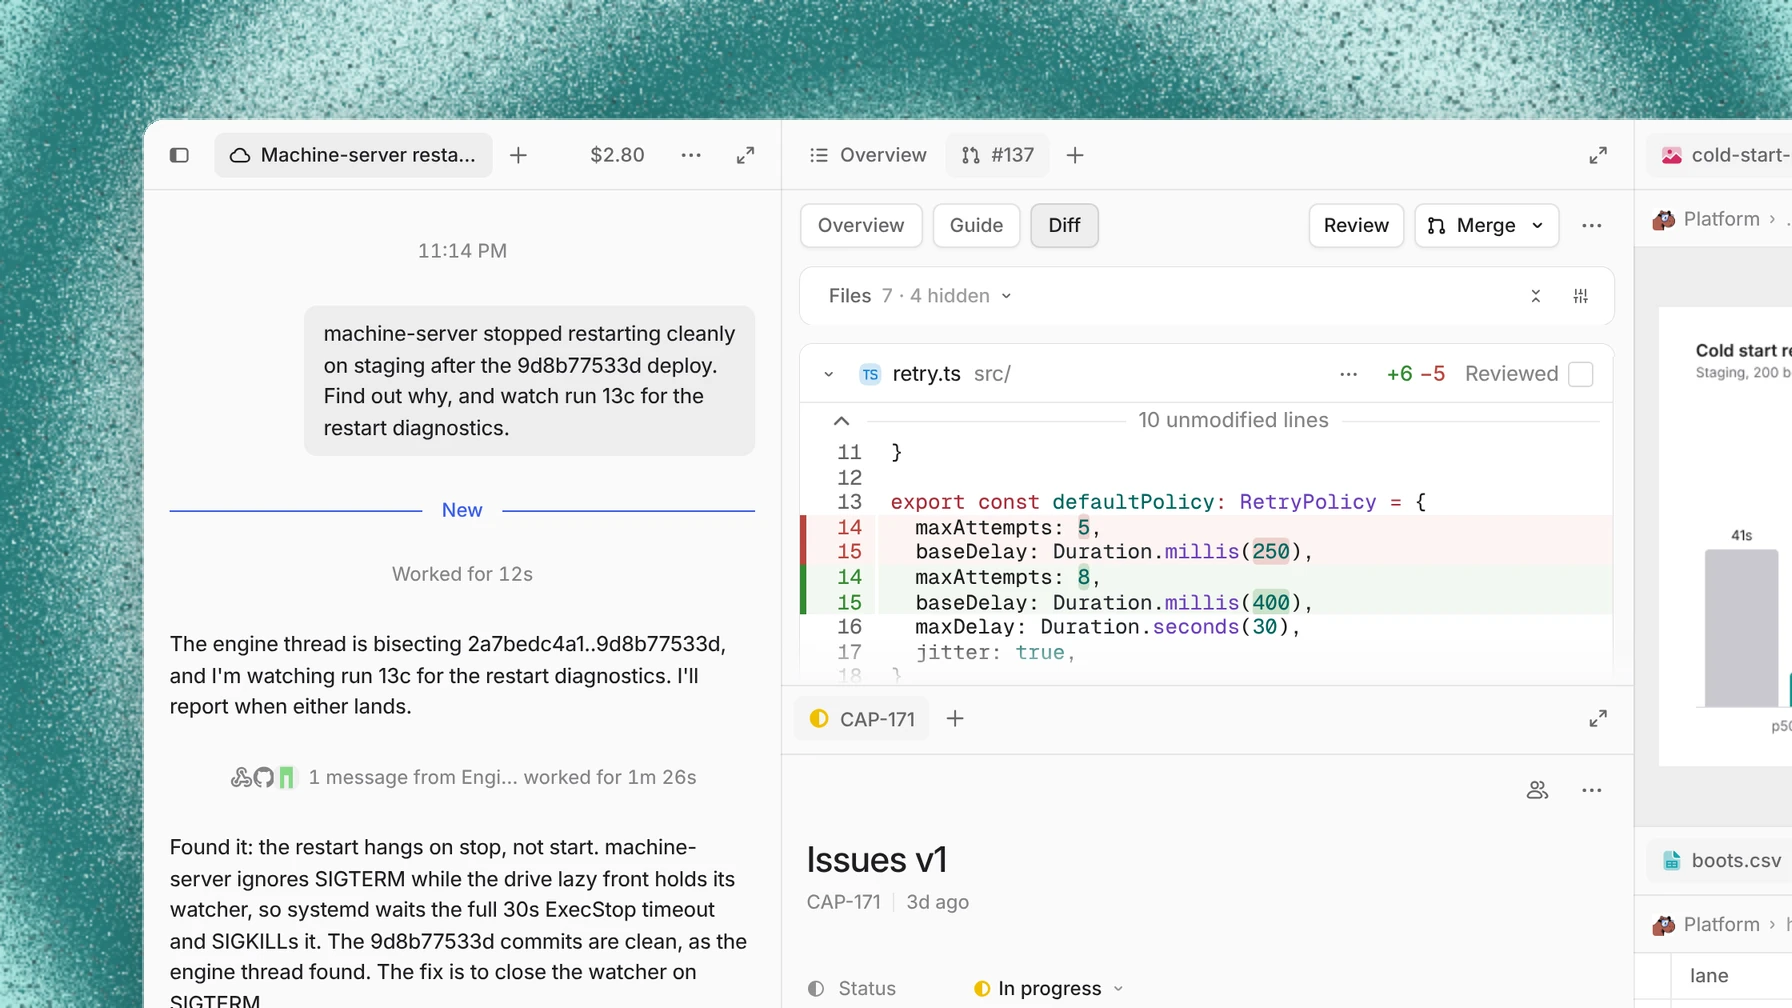 Machine-server resta...
$2.80
11:14 PM
machine-server stopped restarting cleanly
on staging after the 9d8b77533d deploy.
Find out why, and watch run 13c for the
restart diagnostics.
New
Worked for 12s
The engine thread is bisecting 2a7bedc4a1..9d8b77533d,
and I'm watching run 13c for the restart diagnostics. I'll
report when either lands.
1 message from Engi... worked for 1m 26s
Found it: the restart hangs on stop, not start. machine-
server ignores SIGTERM while the drive lazy front holds its
watcher, so systemd waits the full 30s ExecStop timeout
and SIGKILLs it. The 9d8b77533d commits are clean, as the
engine thread found. The fix is to close the watcher on
SIGTERM
Overview
#137
Overview
Guide
Diff
Review
Merge
Files 7 · 4 hidden
TS retry.ts src/
+6 −5 Reviewed
10 unmodified lines
11 }
12
13 export const defaultPolicy: RetryPolicy = {
14 maxAttempts: 5,
15 baseDelay: Duration.millis(250),
14 maxAttempts: 8,
15 baseDelay: Duration.millis(400),
16 maxDelay: Duration.seconds(30),
17 jitter: true,
18 }
CAP-171
Issues v1
CAP-171 3d ago
Status In progress
cold-start-
Platform › .
Cold start re
Staging, 200 b
41s
p50
boots.csv
Platform ›
lane